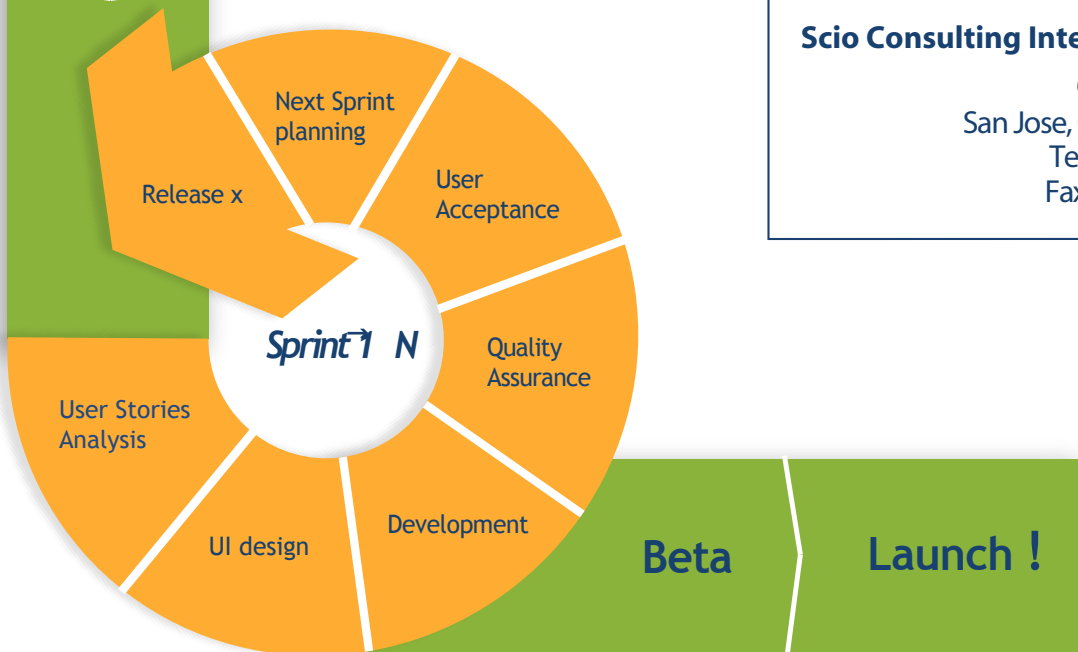 Scio Consulting Inte
San Jose,
Te
Fax
Next Sprint
planning
Release x
User
Acceptance
Sprint 1 → N
Quality
Assurance
User Stories
Analysis
UI design
Development
Beta
Launch !